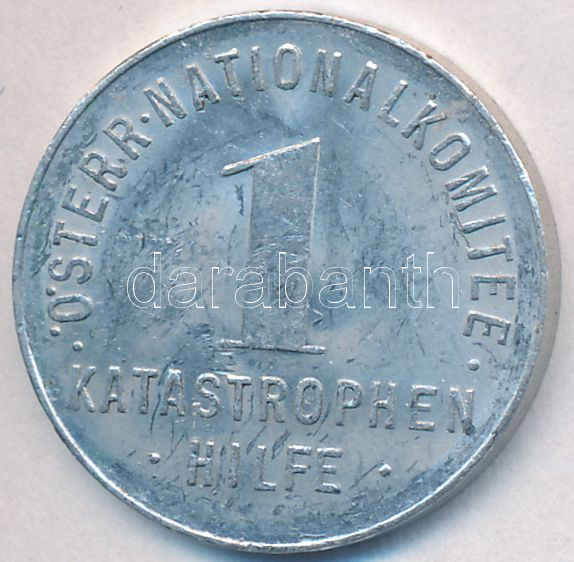 ·ÖSTERR·NATIONALKOMITEE·
1
darabanth
KATASTROPHEN
·HILFE·